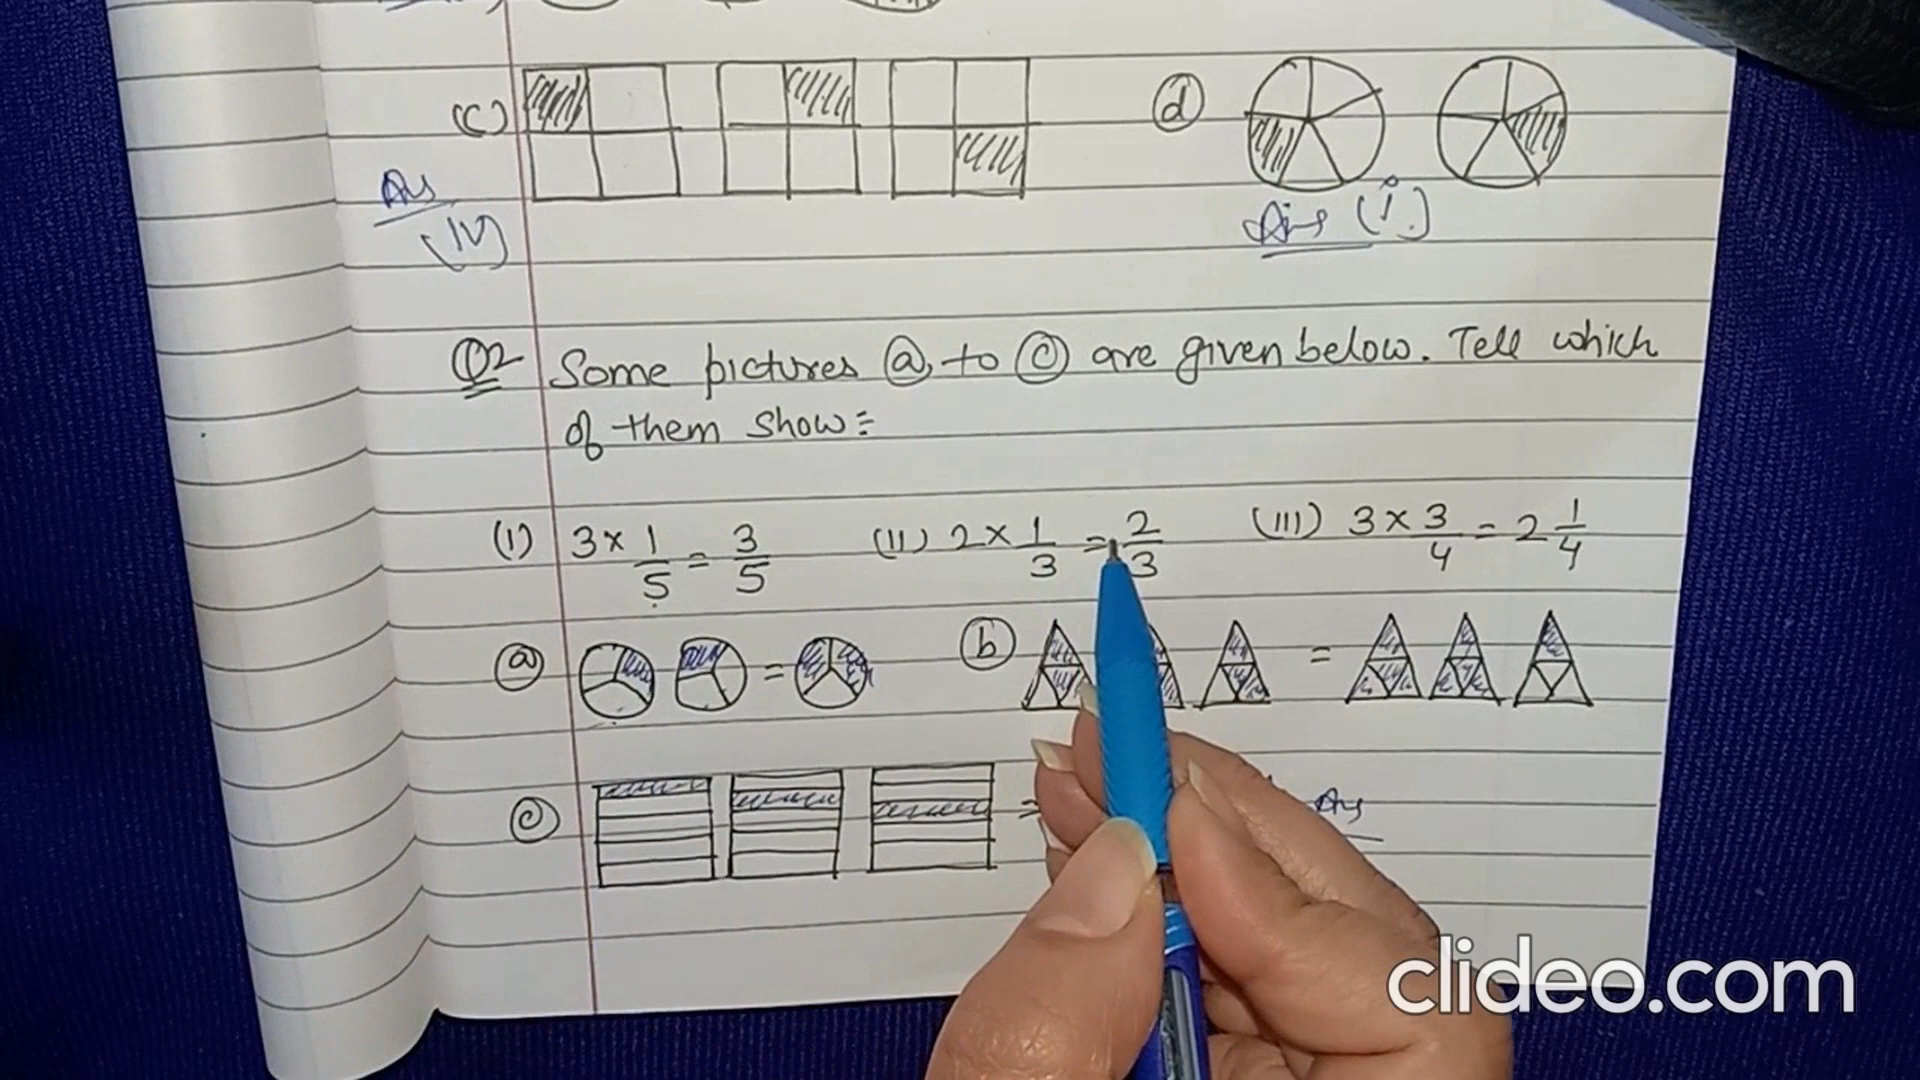 (c)
(d)
Ans
(IV)
Ans (i.)
Q2 Some pictures (a) to (c) are given below. Tell which
of them show:
(I) 3 × 1/5 = 3/5 (II) 2 × 1/3 = 2/3 (III) 3 × 3/4 = 2 1/4
(a) = (b) =
(c) = Ans
clideo.com